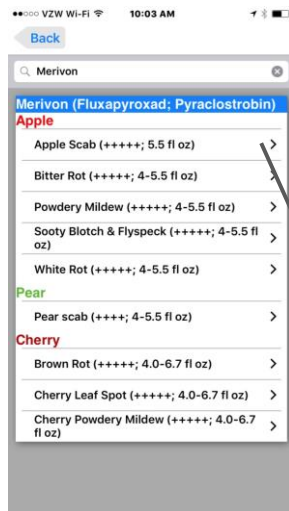 ●●○○○ VZW Wi-Fi 10:03 AM
Back
Merivon
Merivon (Fluxapyroxad; Pyraclostrobin)
Apple
Apple Scab (+++++; 5.5 fl oz)
Bitter Rot (+++++; 4-5.5 fl oz)
Powdery Mildew (+++++; 4-5.5 fl oz)
Sooty Blotch & Flyspeck (+++++; 4-5.5 fl
oz)
White Rot (+++++; 4-5.5 fl oz)
Pear
Pear scab (++++; 4-5.5 fl oz)
Cherry
Brown Rot (+++++; 4.0-6.7 fl oz)
Cherry Leaf Spot (+++++; 4.0-6.7 fl oz)
Cherry Powdery Mildew (+++++; 4.0-6.7
fl oz)